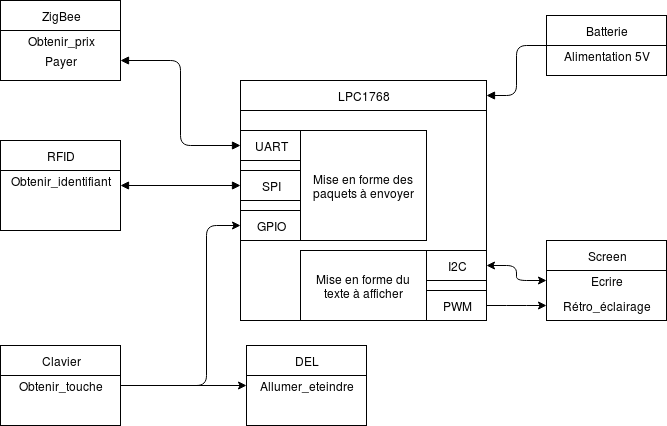 ZigBee
Obtenir_prix
Payer
Batterie
Alimentation 5V
LPC1768
UART
SPI
GPIO
Mise en forme des
paquets à envoyer
RFID
Obtenir_identifiant
Mise en forme du
texte à afficher
I2C
PWM
Screen
Ecrire
Rétro_éclairage
Clavier
Obtenir_touche
DEL
Allumer_eteindre